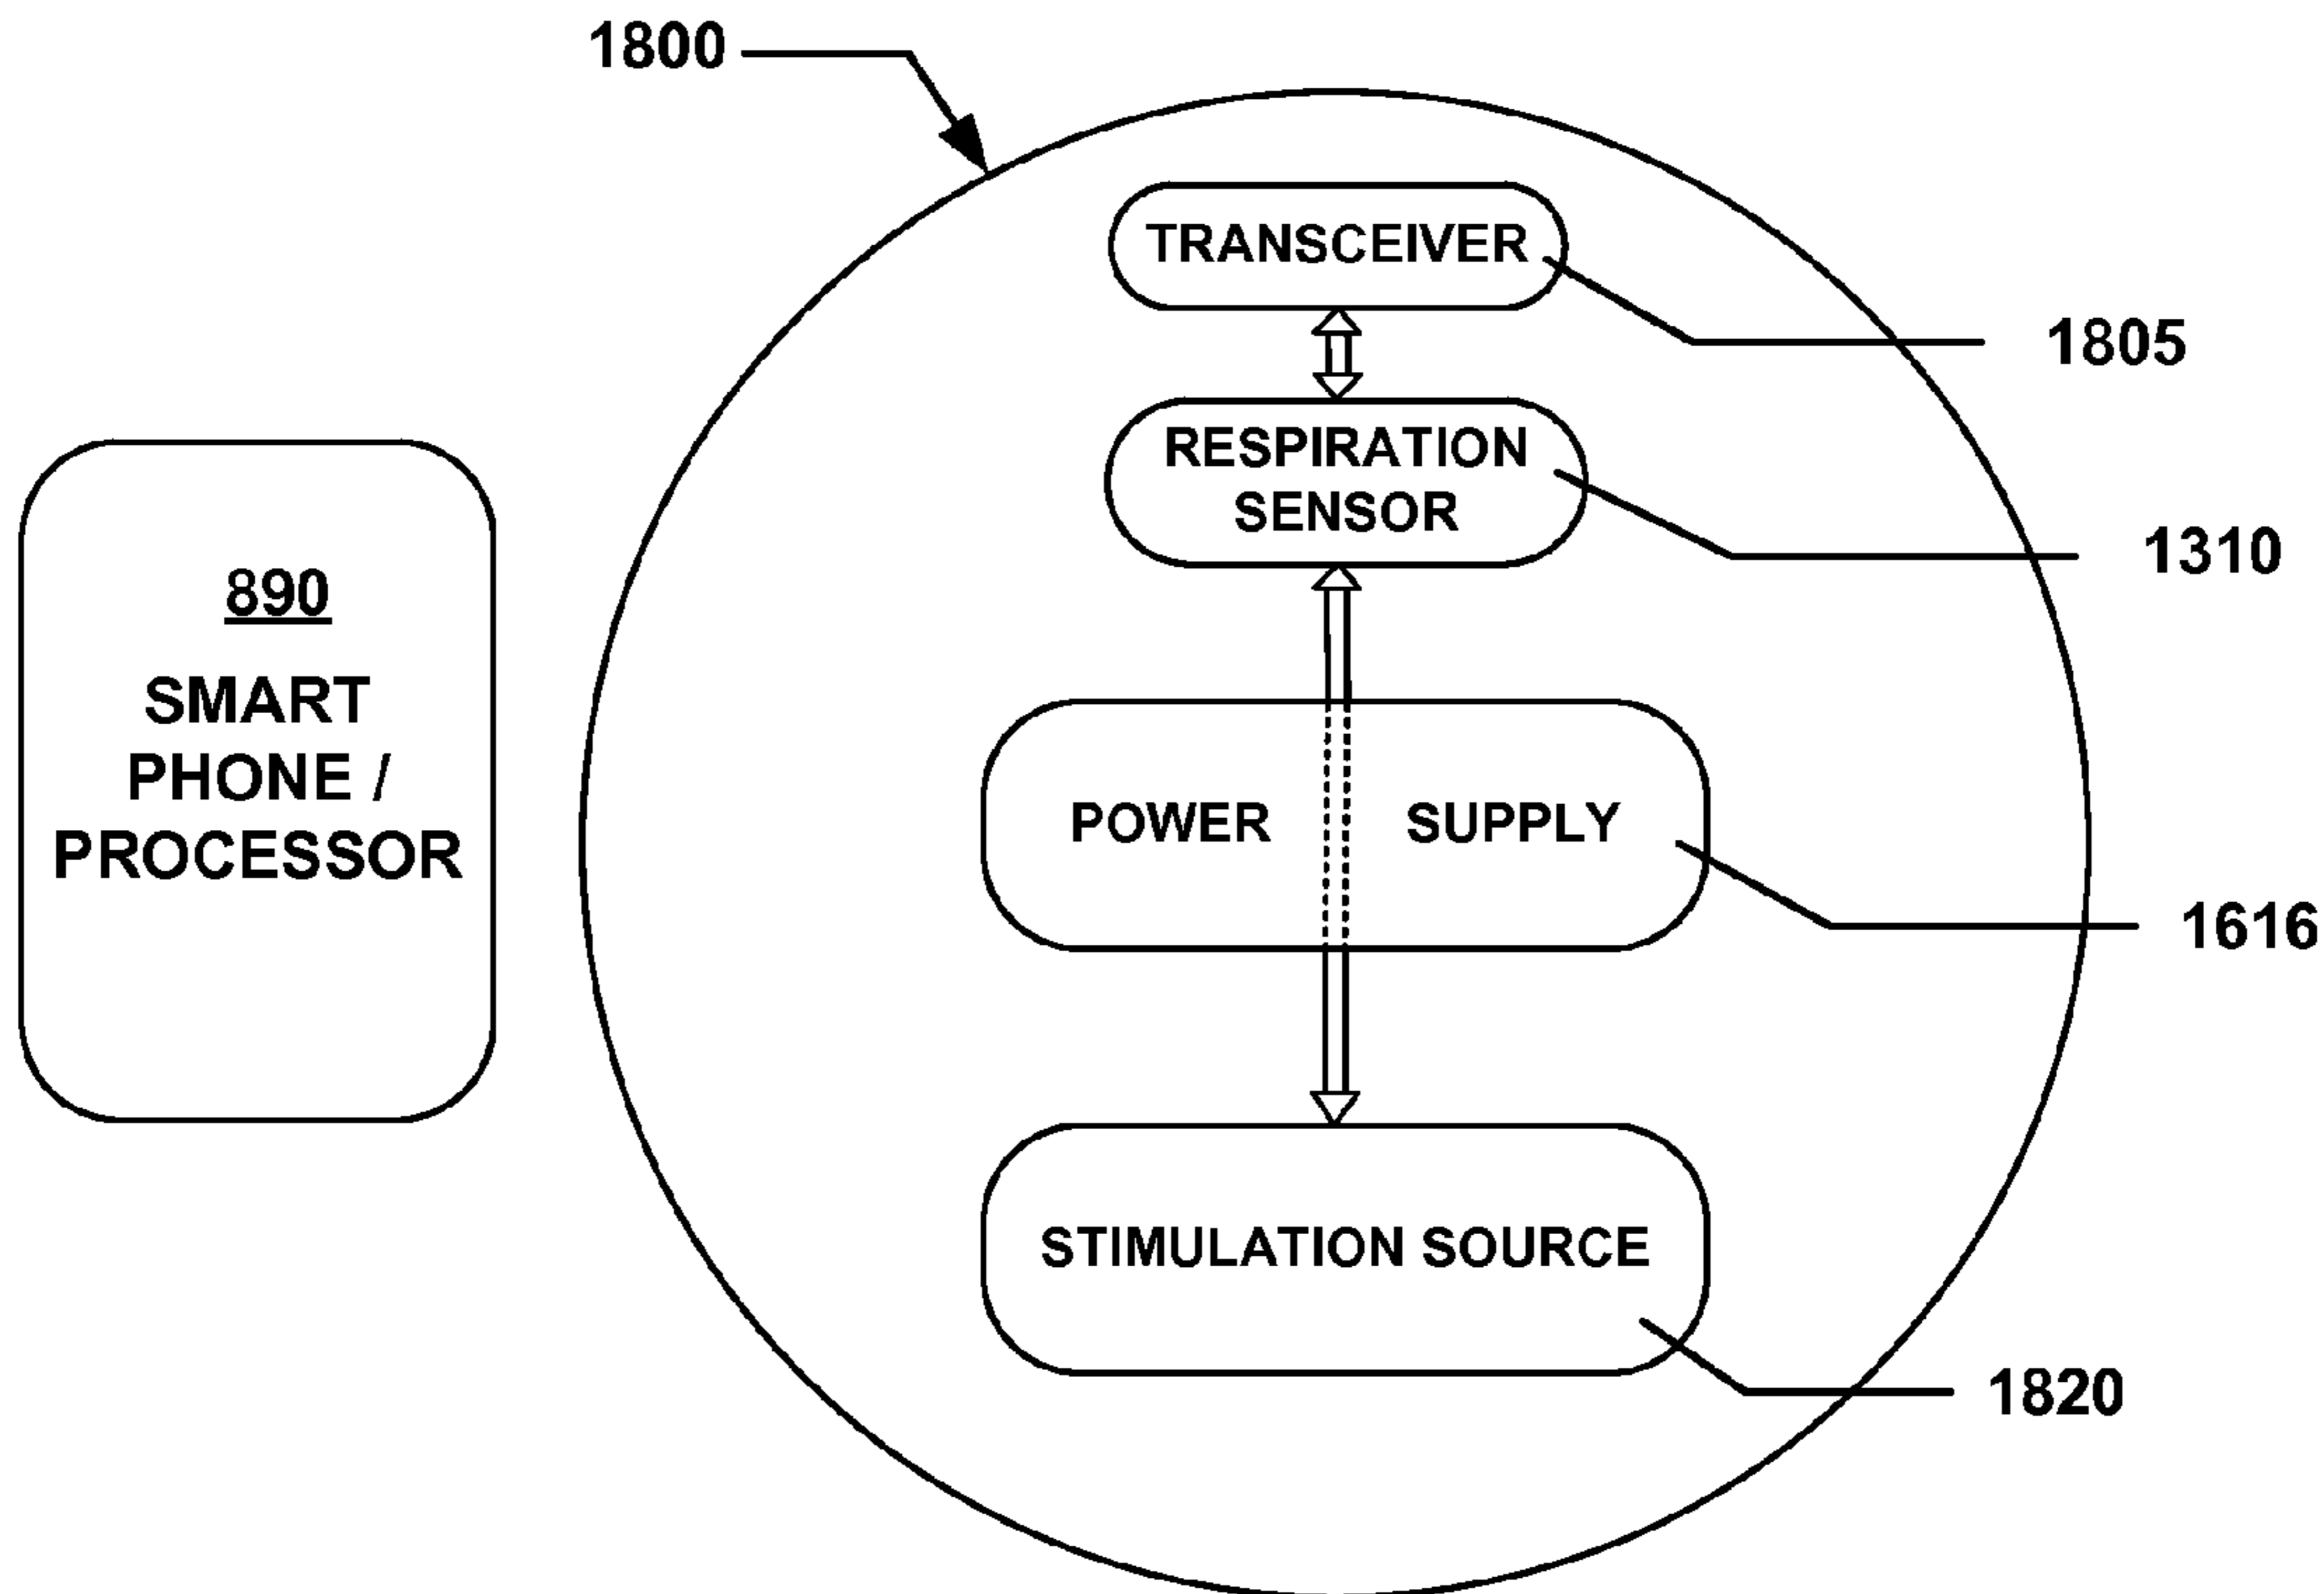 1800
TRANSCEIVER
1805
RESPIRATION
SENSOR
1310
890
SMART
PHONE /
PROCESSOR
POWER SUPPLY
1616
STIMULATION SOURCE
1820